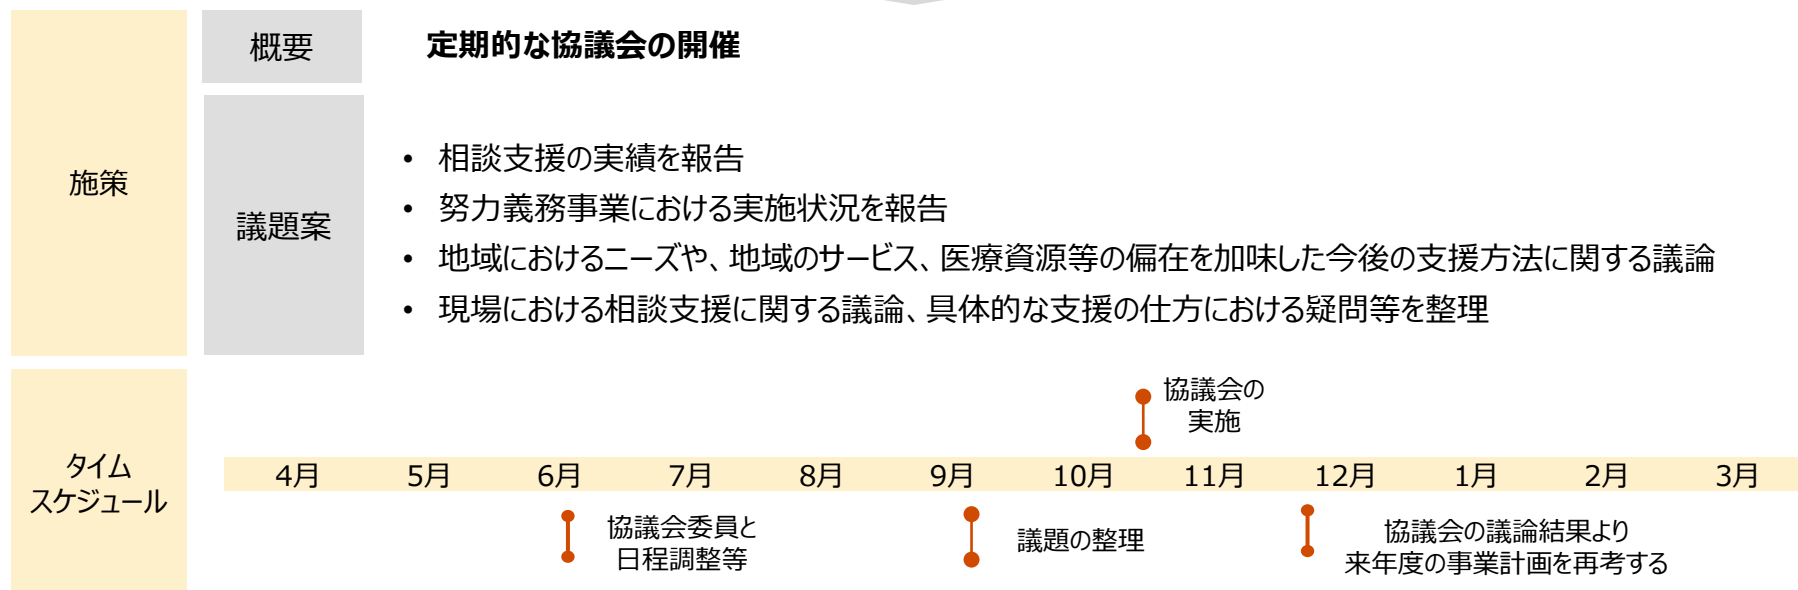 施策
概要
定期的な協議会の開催
議題案
• 相談支援の実績を報告
• 努力義務事業における実施状況を報告
• 地域におけるニーズや、地域のサービス、医療資源等の偏在を加味した今後の支援方法に関する議論
• 現場における相談支援に関する議論、具体的な支援の仕方における疑問等を整理
タイム
スケジュール
協議会の
実施
4月 5月 6月 7月 8月 9月 10月 11月 12月 1月 2月 3月
協議会委員と
日程調整等
議題の整理
協議会の議論結果より
来年度の事業計画を再考する